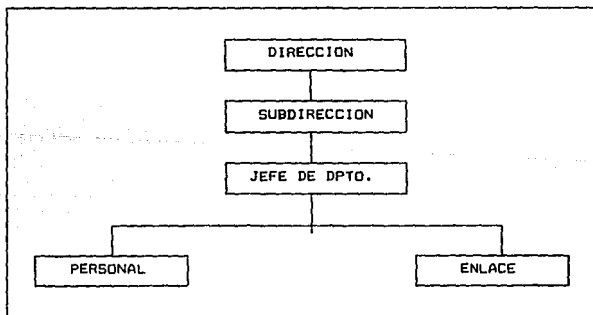 DIRECCION
SUBDIRECCION
JEFE DE DPTO.
PERSONAL ENLACE